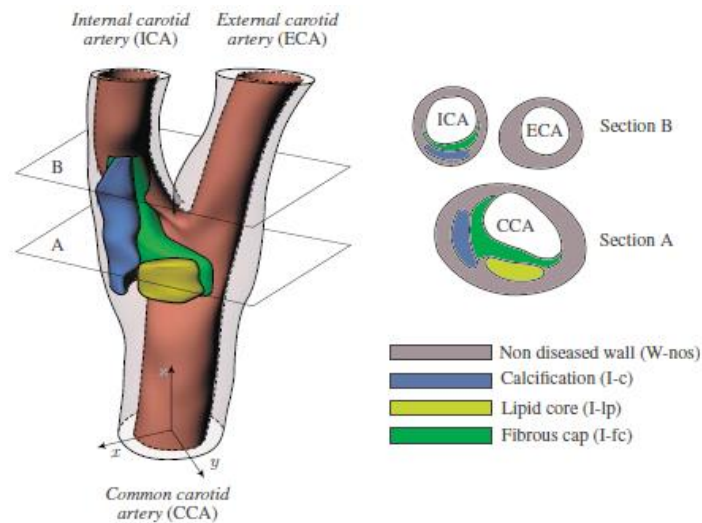 Internal carotid
artery (ICA)
External carotid
artery (ECA)
B
A
z
x
y
Common carotid
artery (CCA)
ICA
ECA
Section B
CCA
Section A
Non diseased wall (W-nos)
Calcification (I-c)
Lipid core (I-lp)
Fibrous cap (I-fc)